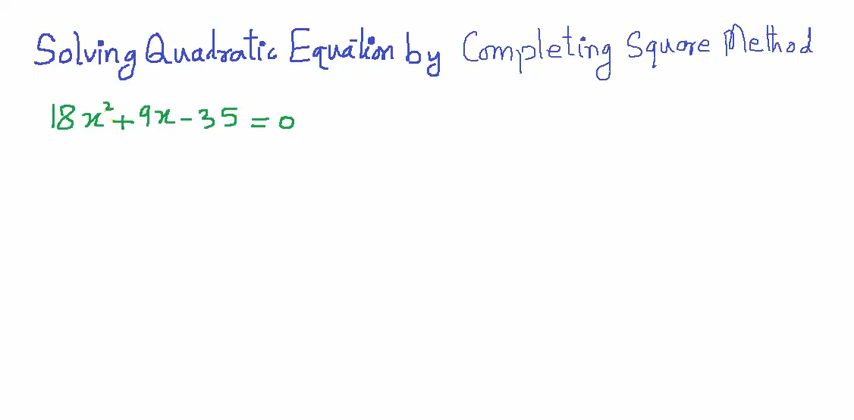 Solving Quadratic Equation by Completing Square Method
18x²+9x-35=0